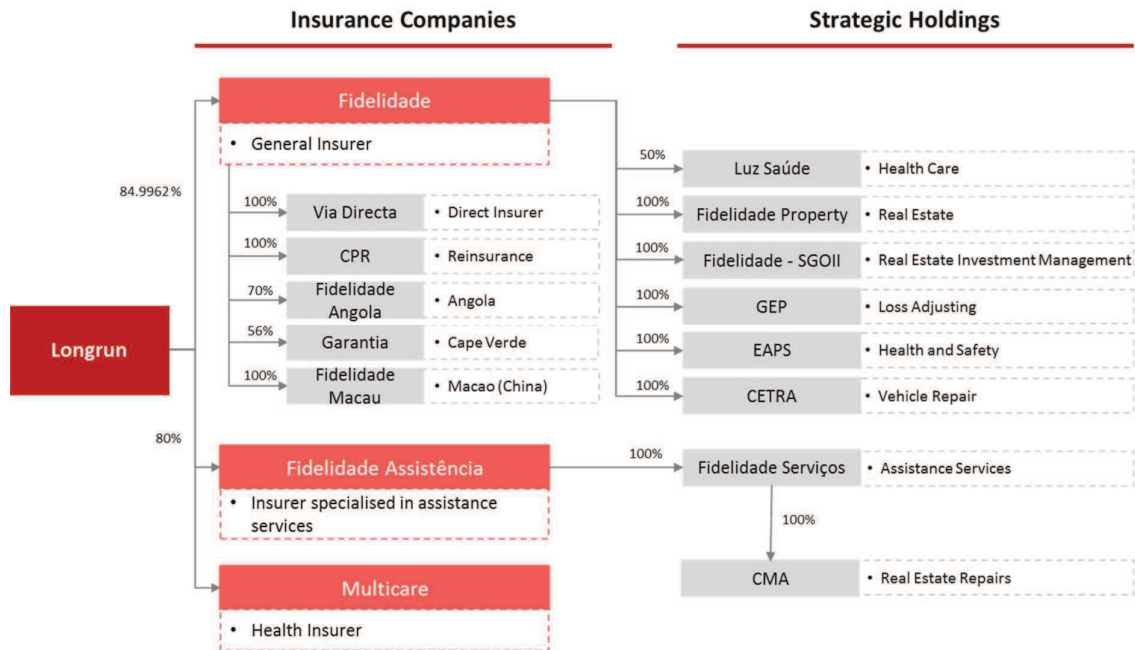 Insurance Companies
Strategic Holdings
Fidelidade
• General Insurer
84.9962%
50%
Luz Saúde
• Health Care
100%
Via Directa
• Direct Insurer
100%
Fidelidade Property
• Real Estate
100%
CPR
• Reinsurance
100%
Fidelidade - SGOII
• Real Estate Investment Management
70%
Fidelidade
Angola
• Angola
100%
GEP
• Loss Adjusting
Longrun
56%
Garantia
• Cape Verde
100%
EAPS
• Health and Safety
100%
Fidelidade
Macau
• Macao (China)
100%
CETRA
• Vehicle Repair
80%
Fidelidade Assistência
• Insurer specialised in assistance
services
100%
Fidelidade Serviços
• Assistance Services
100%
CMA
• Real Estate Repairs
Multicare
• Health Insurer